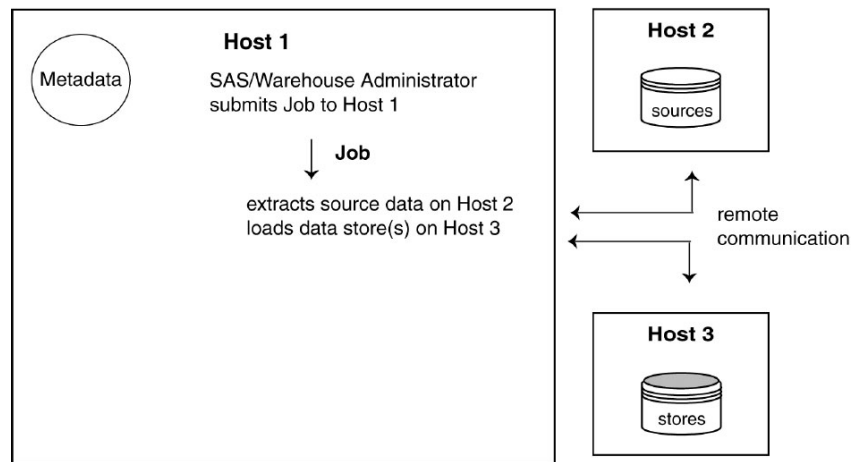 Metadata
Host 1
SAS/Warehouse Administrator
submits Job to Host 1
Job
extracts source data on Host 2
loads data store(s) on Host 3
Host 2
sources
remote
communication
Host 3
stores